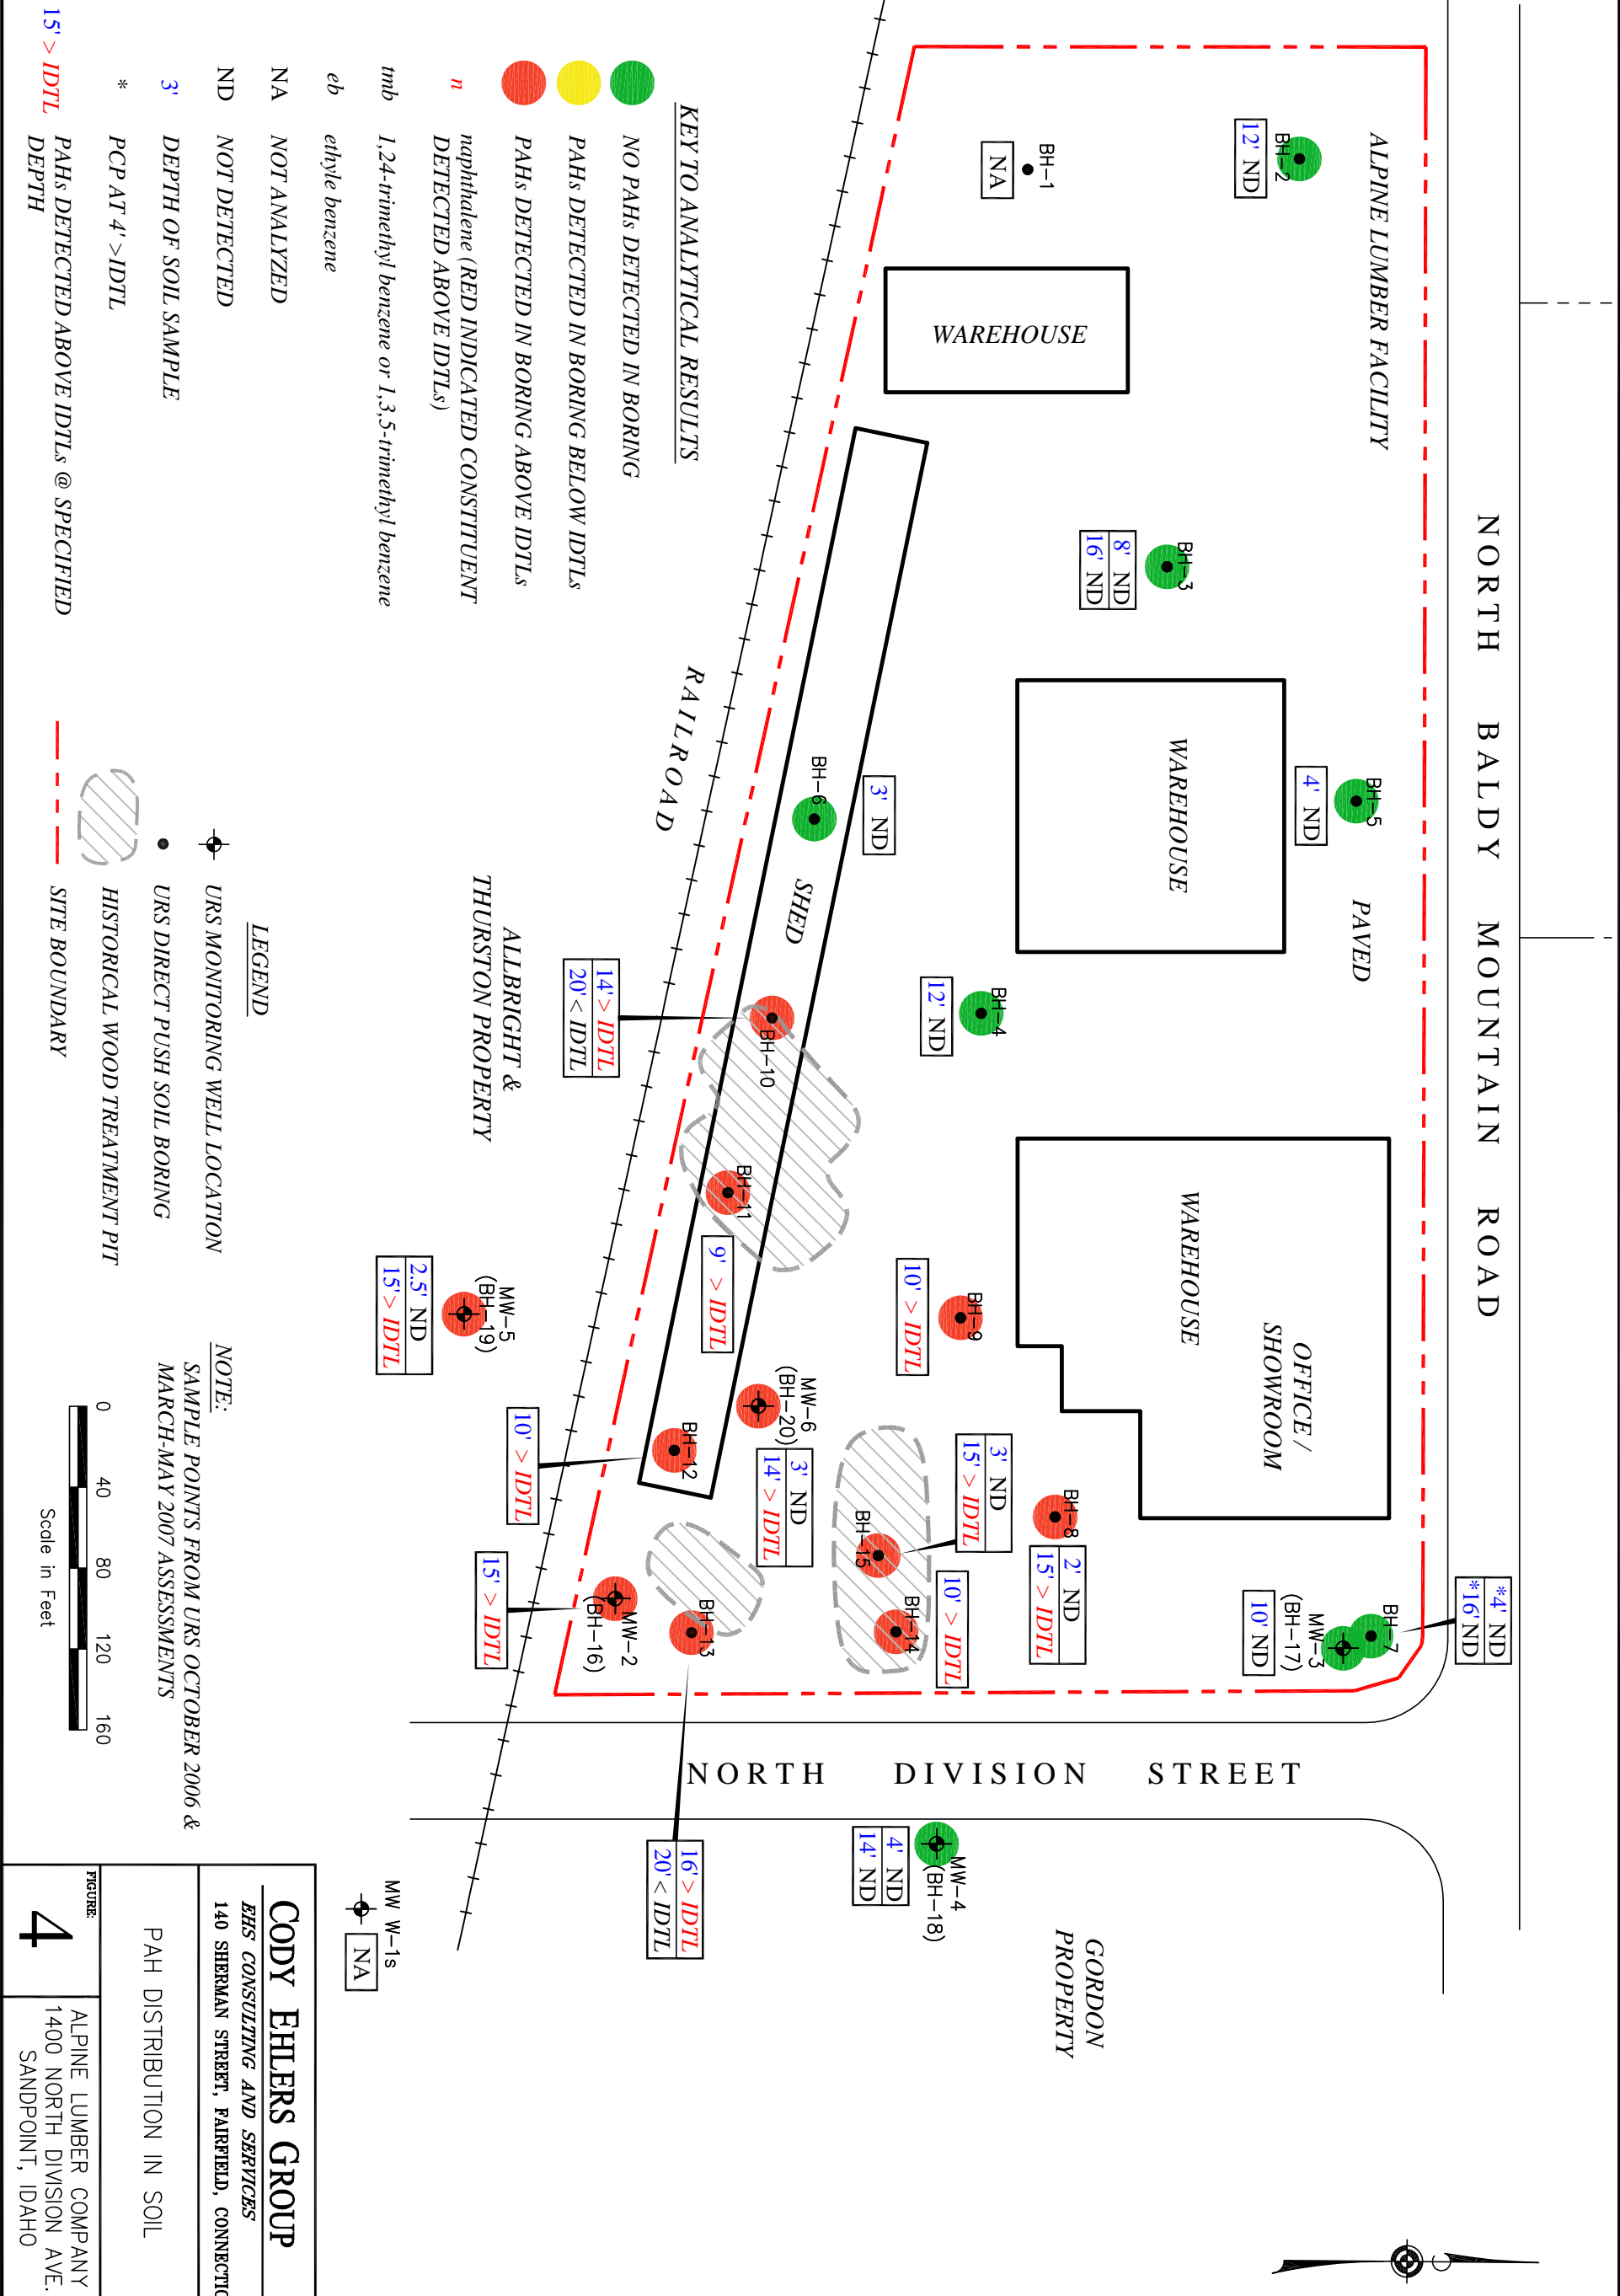 NORTH BALDY MOUNTAIN ROAD
ALPINE LUMBER FACILITY
BH-2
12' ND
BH-1
NA
WAREHOUSE
BH-3
8' ND
16' ND
WAREHOUSE
BH-5
4' ND
PAVED
BH-6
3' ND
SHED
BH-4
12' ND
WAREHOUSE
OFFICE /
SHOWROOM
BH-10
14' > IDTL
20' < IDTL
BH-11
9' > IDTL
BH-9
10' > IDTL
MW-6
(BH-20)
3' ND
14' > IDTL
BH-12
10' > IDTL
BH-8
2' ND
15' > IDTL
BH-15
3' ND
15' > IDTL
BH-14
10' > IDTL
BH-7
*4' ND
*16' ND
MW-3
(BH-17)
10' ND
BH-13
16' > IDTL
20' < IDTL
MW-2
(BH-16)
15' > IDTL
MW-5
(BH-19)
2.5' ND
15' > IDTL
RAILROAD
ALLBRIGHT &
THURSTON PROPERTY
NORTH DIVISION STREET
MW-4
(BH-18)
4' ND
14' ND
GORDON
PROPERTY
MW W-1s
NA
KEY TO ANALYTICAL RESULTS
NO PAHs DETECTED IN BORING
PAHs DETECTED IN BORING BELOW IDTLs
PAHs DETECTED IN BORING ABOVE IDTLs
n naphthalene (RED INDICATED CONSTITUENT
DETECTED ABOVE IDTLs)
tmb 1,24-trimethyl benzene or 1,3,5-trimethyl benzene
eb ethyle benzene
NA NOT ANALYZED
ND NOT DETECTED
3' DEPTH OF SOIL SAMPLE
* PCP AT 4' >IDTL
15' > IDTL PAHs DETECTED ABOVE IDTLs @ SPECIFIED
DEPTH
LEGEND
URS MONITORING WELL LOCATION
URS DIRECT PUSH SOIL BORING
HISTORICAL WOOD TREATMENT PIT
SITE BOUNDARY
NOTE:
SAMPLE POINTS FROM URS OCTOBER 2006 &
MARCH-MAY 2007 ASSESSMENTS
0 40 80 120 160
Scale in Feet
CODY EHLERS GROUP
EHS CONSULTING AND SERVICES
140 SHERMAN STREET, FAIRFIELD,
PAH DISTRIBUTION IN SOIL
FIGURE:
4
ALPINE LUMBER COMPANY
1400 NORTH DIVISION AVE.
SANDPOINT, IDAHO